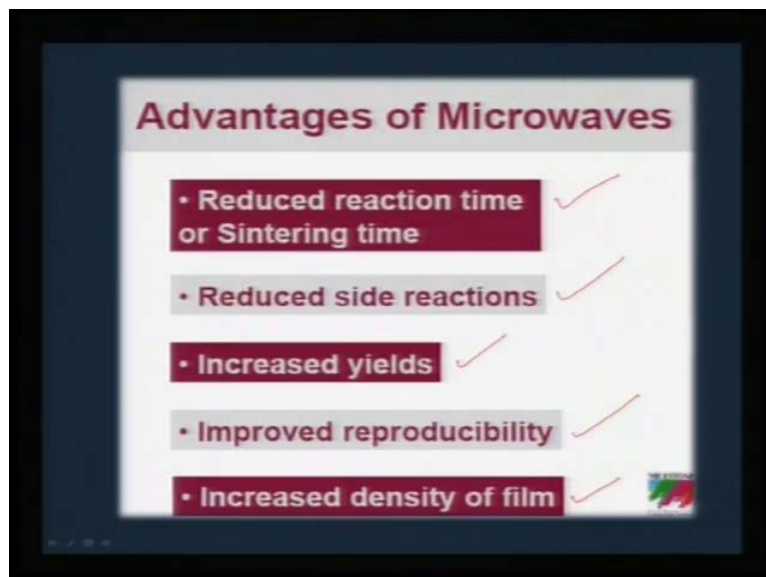 Advantages of Microwaves
• Reduced reaction time
or Sintering time
• Reduced side reactions
• Increased yields
• Improved reproducibility
• Increased density of film